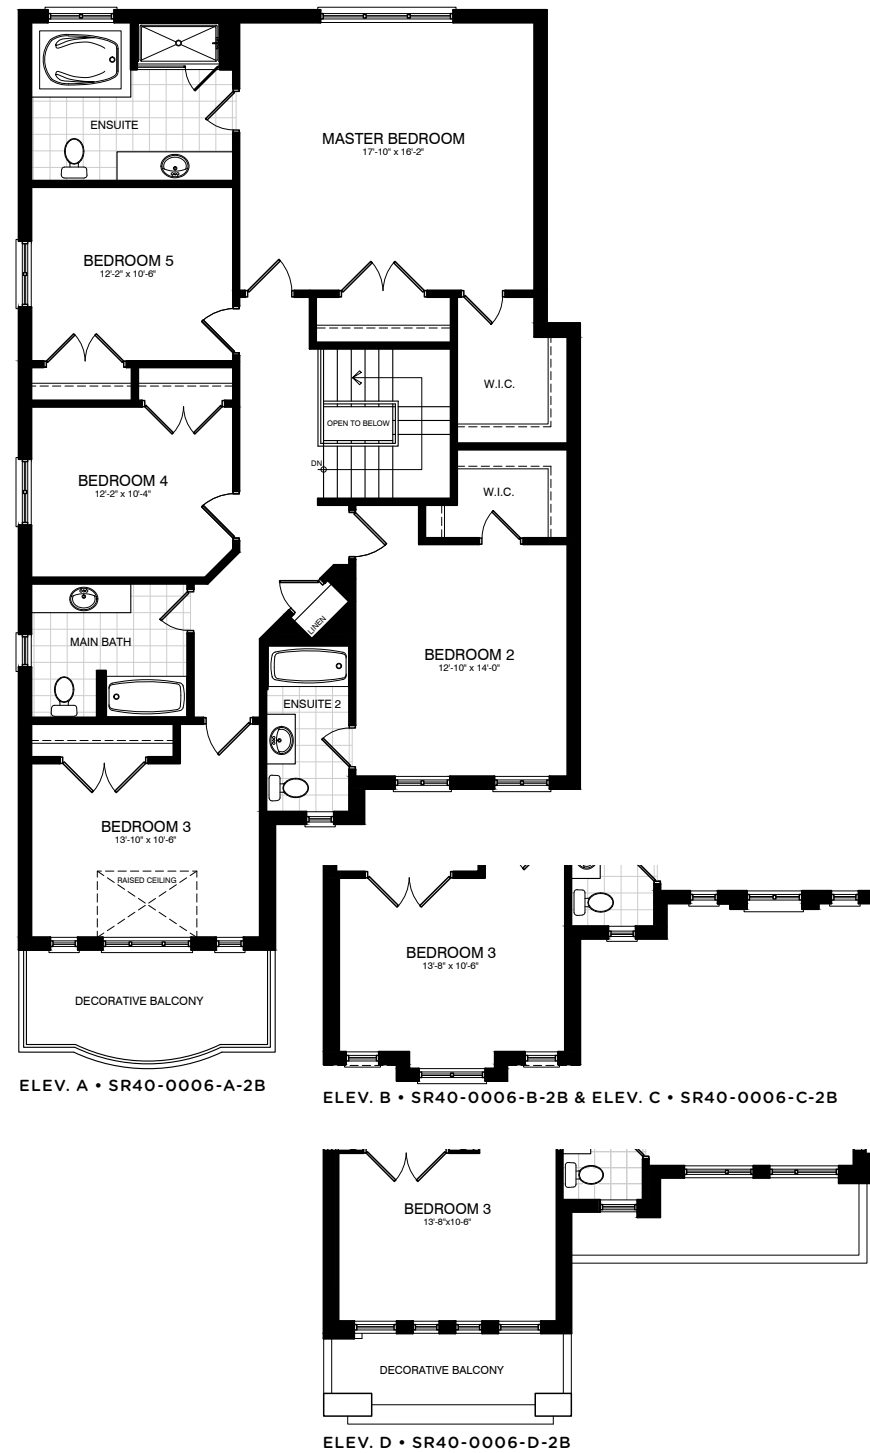 ENSUITE
MASTER BEDROOM
17'-10" x 16'-2"
BEDROOM 5
12'-2" x 10'-6"
W.I.C.
OPEN TO BELOW
DN
BEDROOM 4
12'-2" x 10'-4"
W.I.C.
LINEN
MAIN BATH
BEDROOM 2
12'-10" x 14'-0"
ENSUITE 2
BEDROOM 3
13'-10" x 10'-6"
RAISED CEILING
DECORATIVE BALCONY
ELEV. A • SR40-0006-A-2B
BEDROOM 3
13'-8" x 10'-6"
ELEV. B • SR40-0006-B-2B & ELEV. C • SR40-0006-C-2B
BEDROOM 3
13'-8"x10-6"
DECORATIVE BALCONY
ELEV. D • SR40-0006-D-2B